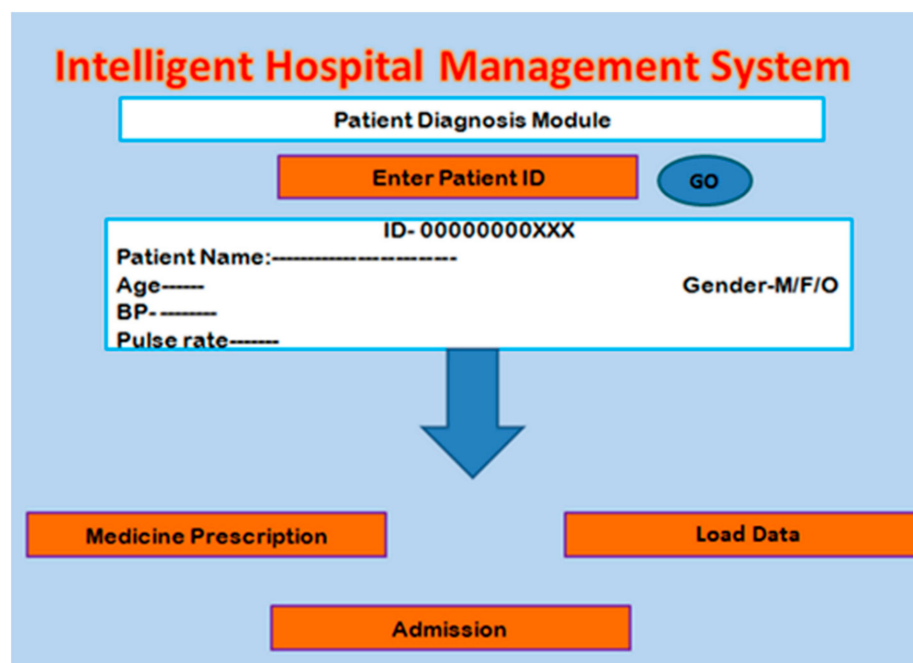 Intelligent Hospital Management System
Patient Diagnosis Module
Enter Patient ID
GO
ID- 00000000XXX
Patient Name:--------------------------
Age------ Gender-M/F/O
BP- --------
Pulse rate-------
Medicine Prescription
Load Data
Admission